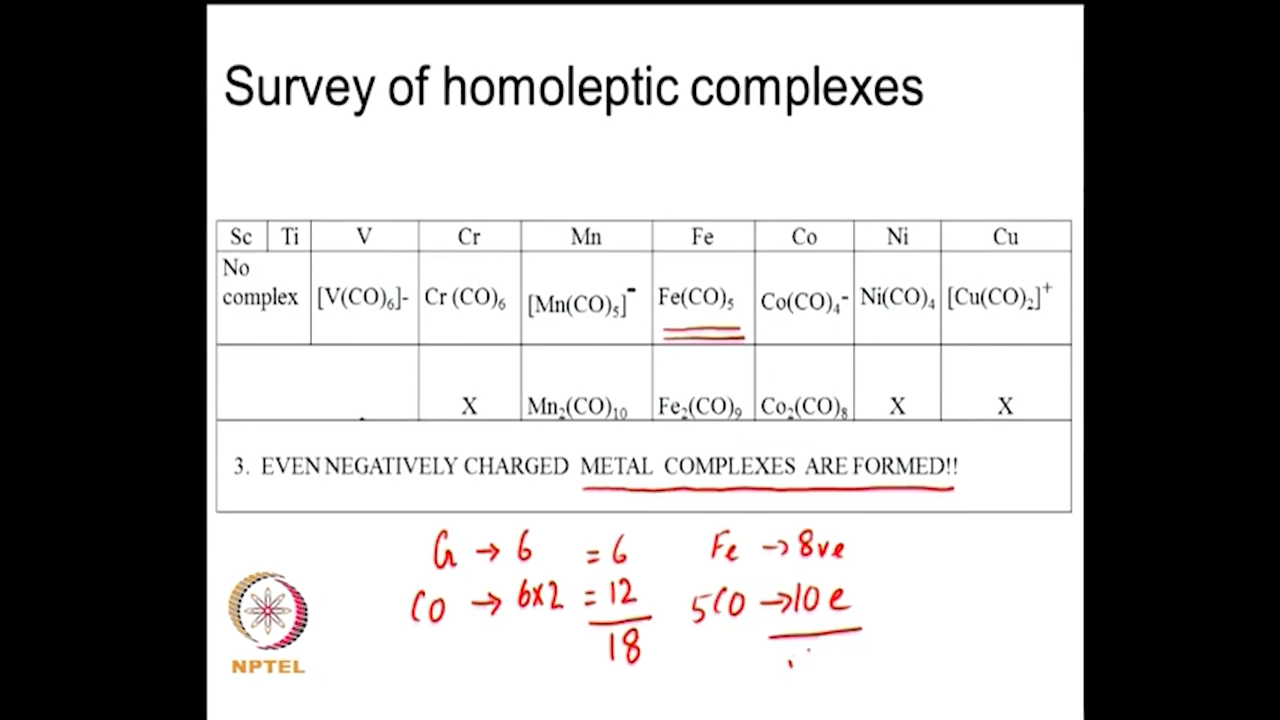 Survey of homoleptic complexes
Sc Ti V Cr Mn Fe Co Ni Cu
No complex [V(CO)₆]- Cr (CO)₆ [Mn(CO)₅]⁻ Fe(CO)₅ Co(CO)₄⁻ Ni(CO)₄ [Cu(CO)₂]⁺
X Mn₂(CO)₁₀ Fe₂(CO)₉ Co₂(CO)₈ X X
3. EVEN NEGATIVELY CHARGED METAL COMPLEXES ARE FORMED!!
Cr → 6 = 6 Fe → 8ve
CO → 6x2 = 12 5CO → 10 e
18
NPTEL